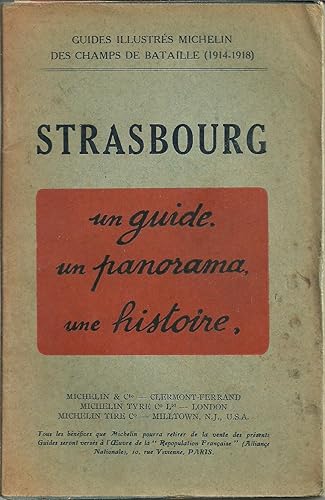 GUIDES ILLUSTRÉS MICHELIN
DES CHAMPS DE BATAILLE (1914-1918)
STRASBOURG
un guide.
un panorama,
une histoire,
MICHELIN & Cie — CLERMONT-FERRAND
MICHELIN TYRE Co Ld — LONDON
MICHELIN TIRE Co — MILLTOWN, N.J., U.S.A.
Tous les bénéfices que Michelin pourra retirer de la vente des présents
Guides seront versés à l'Œuvre de la " Repopulation Française " (Alliance
Nationale), 10, rue Vivienne, PARIS.